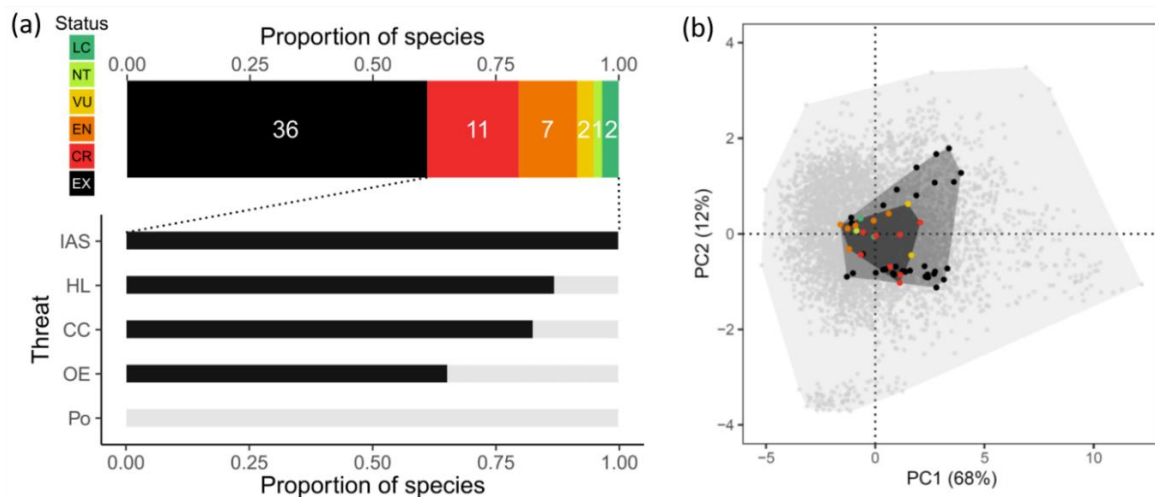 (a)
Status
LC
NT
VU
EN
CR
EX
Proportion of species
0.00 0.25 0.50 0.75 1.00
36 11 7 2 1 2
Threat
IAS
HL
CC
OE
Po
0.00 0.25 0.50 0.75 1.00
Proportion of species
(b)
PC2 (12%)
4
2
0
−2
−4
−5 0 5 10
PC1 (68%)